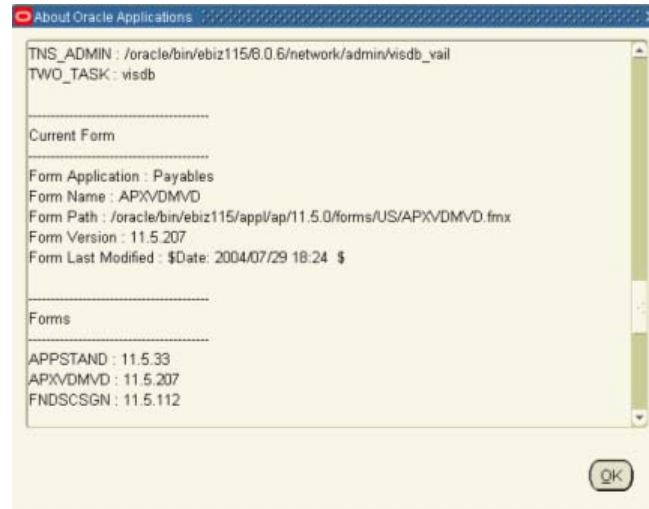 About Oracle Applications
TNS_ADMIN : /oracle/bin/ebiz115/8.0.6/network/admin/visdb_vail
TWO_TASK : visdb
----------------------------------------
Current Form
----------------------------------------
Form Application : Payables
Form Name : APXVDMVD
Form Path : /oracle/bin/ebiz115/appl/ap/11.5.0/forms/US/APXVDMVD.fmx
Form Version : 11.5.207
Form Last Modified : $Date: 2004/07/29 18:24 $
----------------------------------------
Forms
----------------------------------------
APPSTAND : 11.5.33
APXVDMVD : 11.5.207
FNDSCSGN : 11.5.112
OK